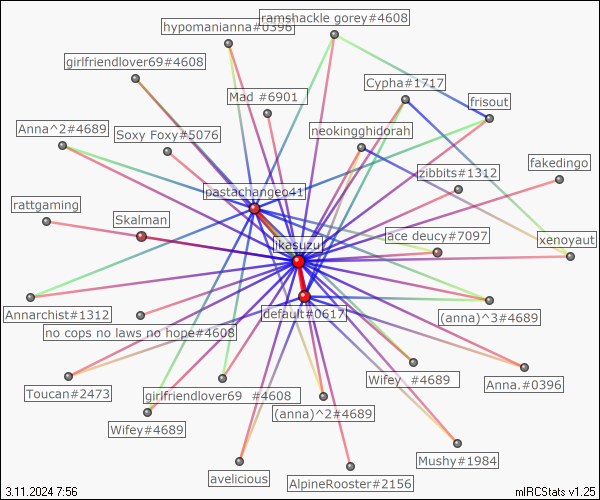 ramshackle gorey#4608
hypomanianna#0396
girlfriendlover69#4608
Cypha#1717
Mad #6901
frisout
Anna^2#4689
Soxy Foxy#5076
neokingghidorah
fakedingo
zibbits#1312
pastachangeo41
rattgaming
Skalman
ace deucy#7097
xenoyaut
Annarchist#1312
default#0617
(anna)^3#4689
no cops no laws no hope#4608
Wifey #4689
Anna.#0396
Toucan#2473
girlfriendlover69 #4608
(anna)^2#4689
Wifey#4689
Mushy#1984
avelicious
AlpineRooster#2156
3.11.2024 7:56
mIRCStats v1.25